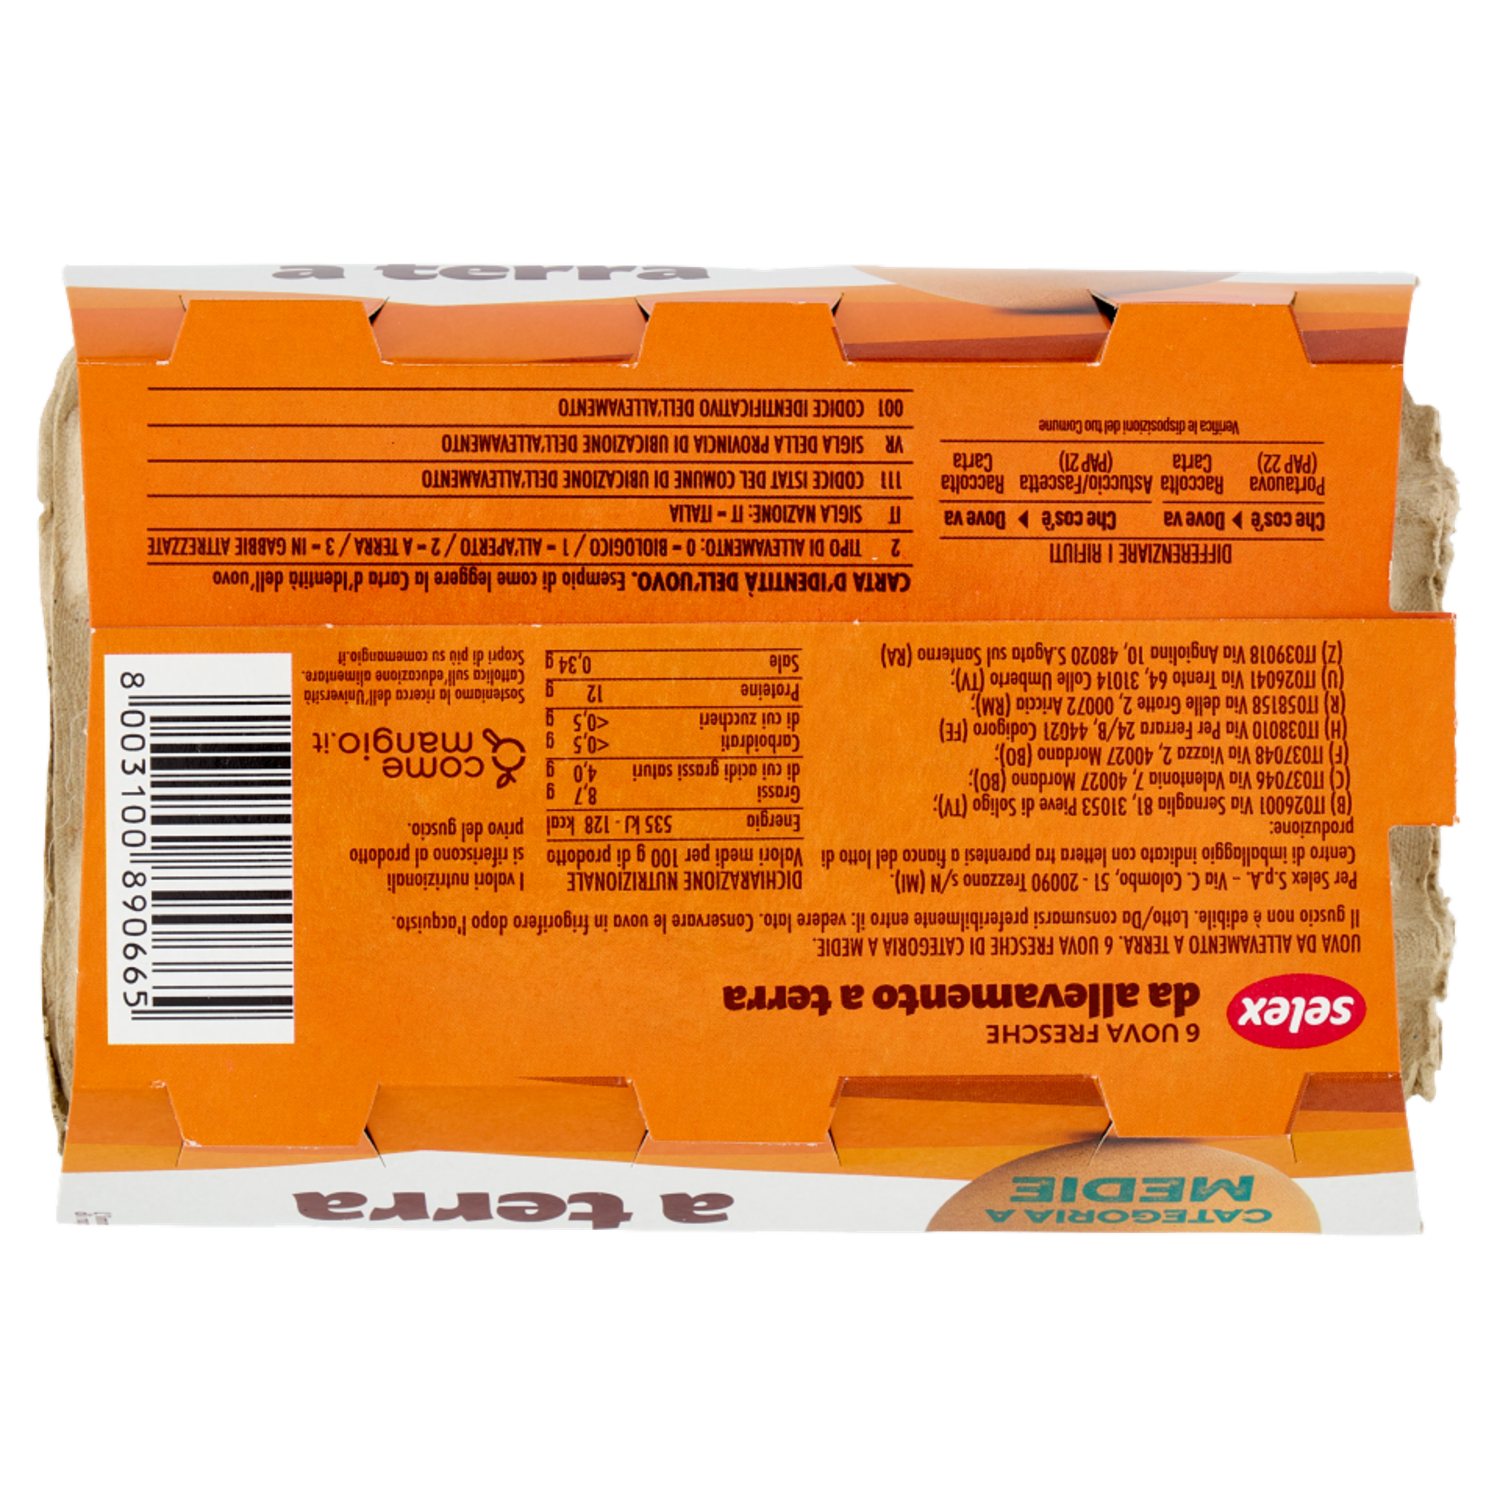 CATEGORIA A
MEDIE
a terra
selex
6 UOVA FRESCHE
da allevamento a terra
UOVA DA ALLEVAMENTO A TERRA. 6 UOVA FRESCHE DI CATEGORIA A MEDIE.
Il guscio non è edibile. Lotto/Da consumarsi preferibilmente entro il: vedere lato. Conservare le uova in frigorifero dopo l'acquisto.
Per Selex S.p.A. - Via C. Colombo, 51 - 20090 Trezzano s/N (MI).
Centro di imballaggio indicato con lettera tra parentesi a fianco del lotto di
produzione:
(B) IT026001 Via Sernaglia 81, 31053 Pieve di Soligo (TV);
(C) IT037046 Via Valentonia 7, 40027 Mordano (BO);
(F) IT037048 Via Viazza 2, 40027 Mordano (BO);
(H) IT038010 Via Per Ferrara 24/B, 44021 Codigoro (FE)
(R) IT058158 Via delle Grotte 2, 00072 Ariccia (RM);
(U) IT026041 Via Trento 64, 31014 Colle Umberto (TV);
(Z) IT039018 Via Angiolina 10, 48020 S.Agata sul Santerno (RA)
DICHIARAZIONE NUTRIZIONALE
Valori medi per 100 g di prodotto
Energia 535 kJ - 128 kcal
Grassi 8,7 g
di cui acidi grassi saturi 4,0 g
Carboidrati <0,5 g
di cui zuccheri <0,5 g
Proteine 12 g
Sale 0,34 g
I valori nutrizionali
si riferiscono al prodotto
privo del guscio.
come
mangio.it
Sosteniamo la ricerca dell'Università
Cattolica sull'educazione alimentare.
Scopri di più su comemangio.it
8 003100 890665
DIFFERENZIARE I RIFIUTI
Che cos'è Dove va Che cos'è Dove va
Portauova Raccolta Astuccio/Fascetta Raccolta
(PAP 22) Carta (PAP 21) Carta
Verifica le disposizioni del tuo Comune
CARTA D'IDENTITÀ DELL'UOVO. Esempio di come leggere la Carta d'Identità dell'uovo
2 TIPO DI ALLEVAMENTO: 0 = BIOLOGICO / 1 = ALL'APERTO / 2 = A TERRA / 3 = IN GABBIE ATTREZZATE
IT SIGLA NAZIONE: IT = ITALIA
111 CODICE ISTAT DEL COMUNE DI UBICAZIONE DELL'ALLEVAMENTO
VR SIGLA DELLA PROVINCIA DI UBICAZIONE DELL'ALLEVAMENTO
001 CODICE IDENTIFICATIVO DELL'ALLEVAMENTO
a terra